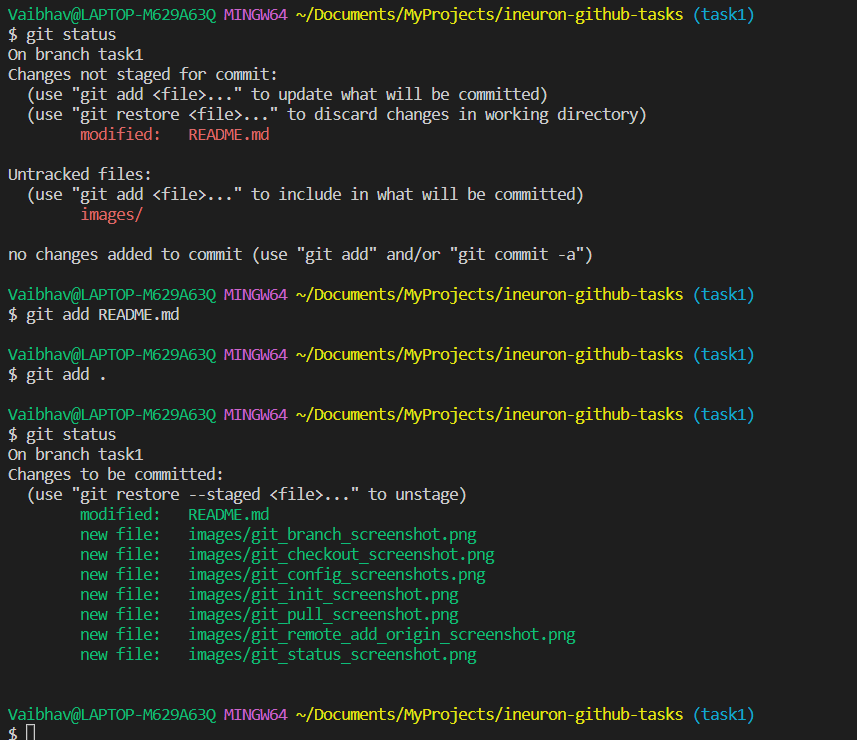 Vaibhav@LAPTOP-M629A63Q MINGW64 ~/Documents/MyProjects/ineuron-github-tasks (task1)
$ git status
On branch task1
Changes not staged for commit:
  (use "git add <file>..." to update what will be committed)
  (use "git restore <file>..." to discard changes in working directory)
        modified:   README.md

Untracked files:
  (use "git add <file>..." to include in what will be committed)
        images/

no changes added to commit (use "git add" and/or "git commit -a")

Vaibhav@LAPTOP-M629A63Q MINGW64 ~/Documents/MyProjects/ineuron-github-tasks (task1)
$ git add README.md

Vaibhav@LAPTOP-M629A63Q MINGW64 ~/Documents/MyProjects/ineuron-github-tasks (task1)
$ git add .

Vaibhav@LAPTOP-M629A63Q MINGW64 ~/Documents/MyProjects/ineuron-github-tasks (task1)
$ git status
On branch task1
Changes to be committed:
  (use "git restore --staged <file>..." to unstage)
        modified:   README.md
        new file:   images/git_branch_screenshot.png
        new file:   images/git_checkout_screenshot.png
        new file:   images/git_config_screenshots.png
        new file:   images/git_init_screenshot.png
        new file:   images/git_pull_screenshot.png
        new file:   images/git_remote_add_origin_screenshot.png
        new file:   images/git_status_screenshot.png

Vaibhav@LAPTOP-M629A63Q MINGW64 ~/Documents/MyProjects/ineuron-github-tasks (task1)
$